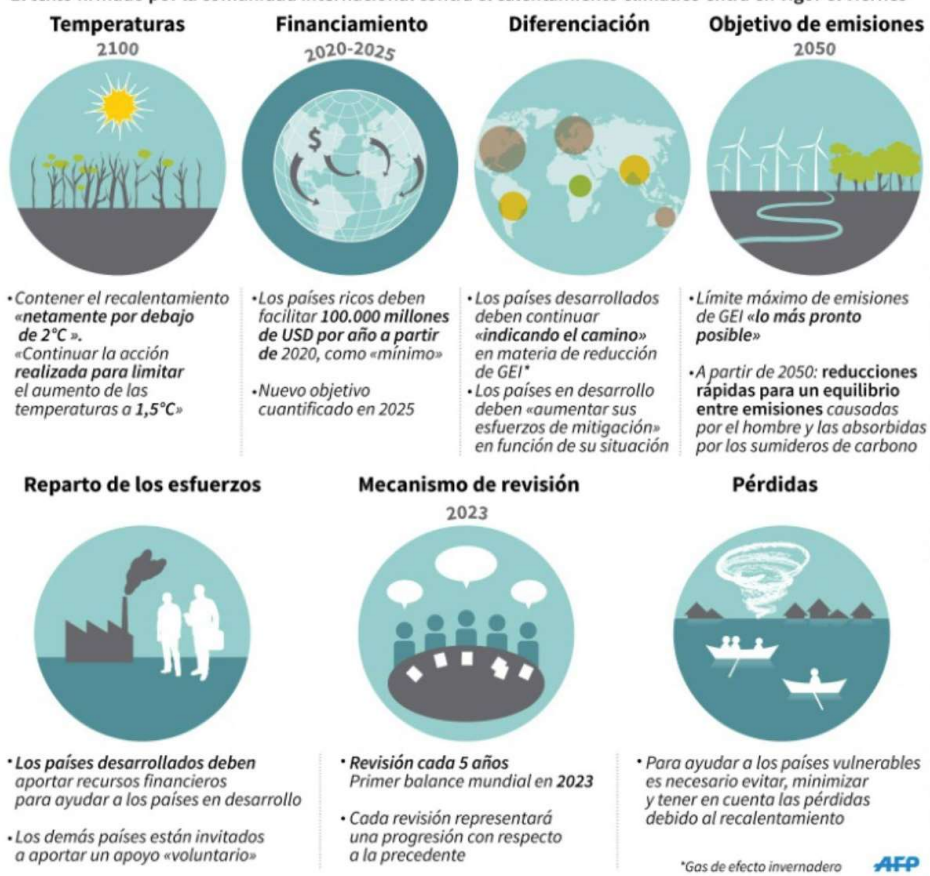 Temperaturas
2100
Financiamiento
2020-2025
Diferenciación
Objetivo de emisiones
2050
$
• Contener el recalentamiento
«netamente por debajo
de 2°C ».
«Continuar la acción
realizada para limitar
el aumento de las
temperaturas a 1,5°C»
• Los países ricos deben
facilitar 100.000 millones
de USD por año a partir
de 2020, como «mínimo»
• Nuevo objetivo
cuantificado en 2025
• Los países desarrollados
deben continuar
«indicando el camino»
en materia de reducción
de GEI*
• Los países en desarrollo
deben «aumentar sus
esfuerzos de mitigación»
en función de su situación
• Límite máximo de emisiones
de GEI «lo más pronto
posible»
• A partir de 2050: reducciones
rápidas para un equilibrio
entre emisiones causadas
por el hombre y las absorbidas
por los sumideros de carbono
Reparto de los esfuerzos
Mecanismo de revisión
2023
Pérdidas
• Los países desarrollados deben
aportar recursos financieros
para ayudar a los países en desarrollo
• Los demás países están invitados
a aportar un apoyo «voluntario»
• Revisión cada 5 años
Primer balance mundial en 2023
• Cada revisión representará
una progresión con respecto
a la precedente
• Para ayudar a los países vulnerables
es necesario evitar, minimizar
y tener en cuenta las pérdidas
debido al recalentamiento
*Gas de efecto invernadero
AFP